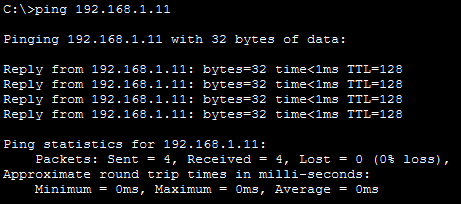 C:\>ping 192.168.1.11
Pinging 192.168.1.11 with 32 bytes of data:
Reply from 192.168.1.11: bytes=32 time<1ms TTL=128
Reply from 192.168.1.11: bytes=32 time<1ms TTL=128
Reply from 192.168.1.11: bytes=32 time<1ms TTL=128
Reply from 192.168.1.11: bytes=32 time<1ms TTL=128
Ping statistics for 192.168.1.11:
Packets: Sent = 4, Received = 4, Lost = 0 (0% loss),
Approximate round trip times in milli-seconds:
Minimum = 0ms, Maximum = 0ms, Average = 0ms